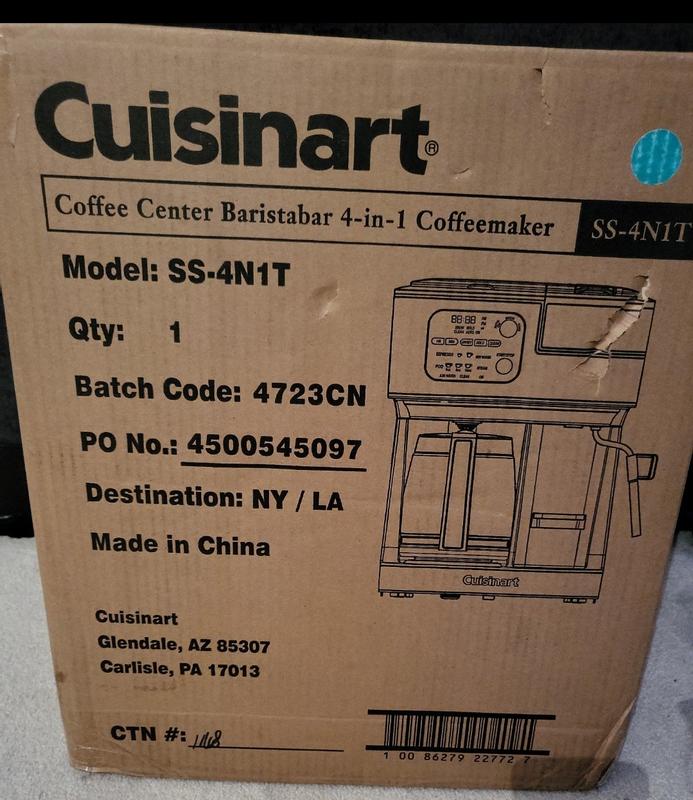 Cuisinart®
Coffee Center Baristabar 4-in-1 Coffeemaker SS-4N1T
Model: SS-4N1T
Qty: 1
Batch Code: 4723CN
PO No.: 4500545097
Destination: NY / LA
Made in China
Cuisinart
Cuisinart
Glendale, AZ 85307
Carlisle, PA 17013
CTN #:
1 00 86279 22772 7